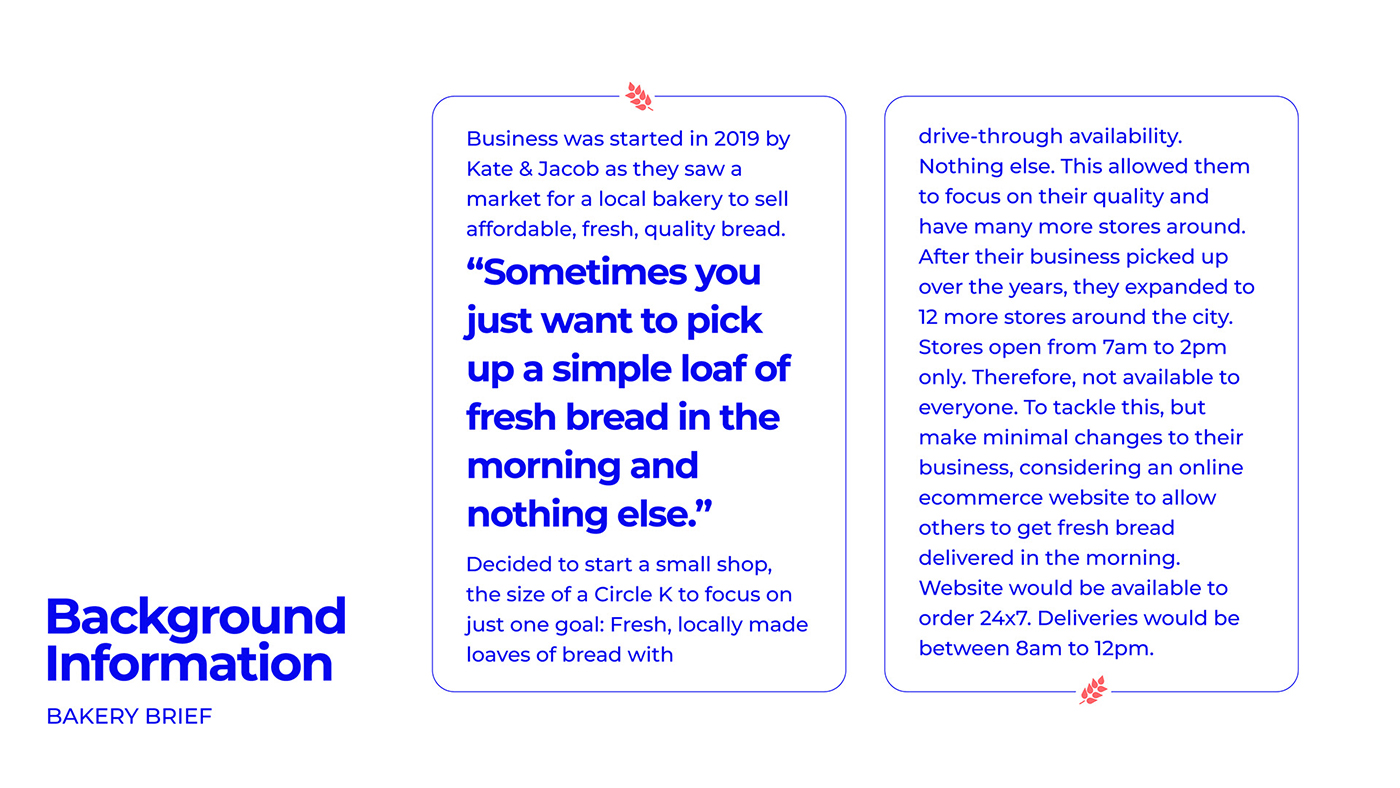 Background
Information
BAKERY BRIEF
Business was started in 2019 by
Kate & Jacob as they saw a
market for a local bakery to sell
affordable, fresh, quality bread.
“Sometimes you
just want to pick
up a simple loaf of
fresh bread in the
morning and
nothing else.”
Decided to start a small shop,
the size of a Circle K to focus on
just one goal: Fresh, locally made
loaves of bread with
drive-through availability.
Nothing else. This allowed them
to focus on their quality and
have many more stores around.
After their business picked up
over the years, they expanded to
12 more stores around the city.
Stores open from 7am to 2pm
only. Therefore, not available to
everyone. To tackle this, but
make minimal changes to their
business, considering an online
ecommerce website to allow
others to get fresh bread
delivered in the morning.
Website would be available to
order 24x7. Deliveries would be
between 8am to 12pm.